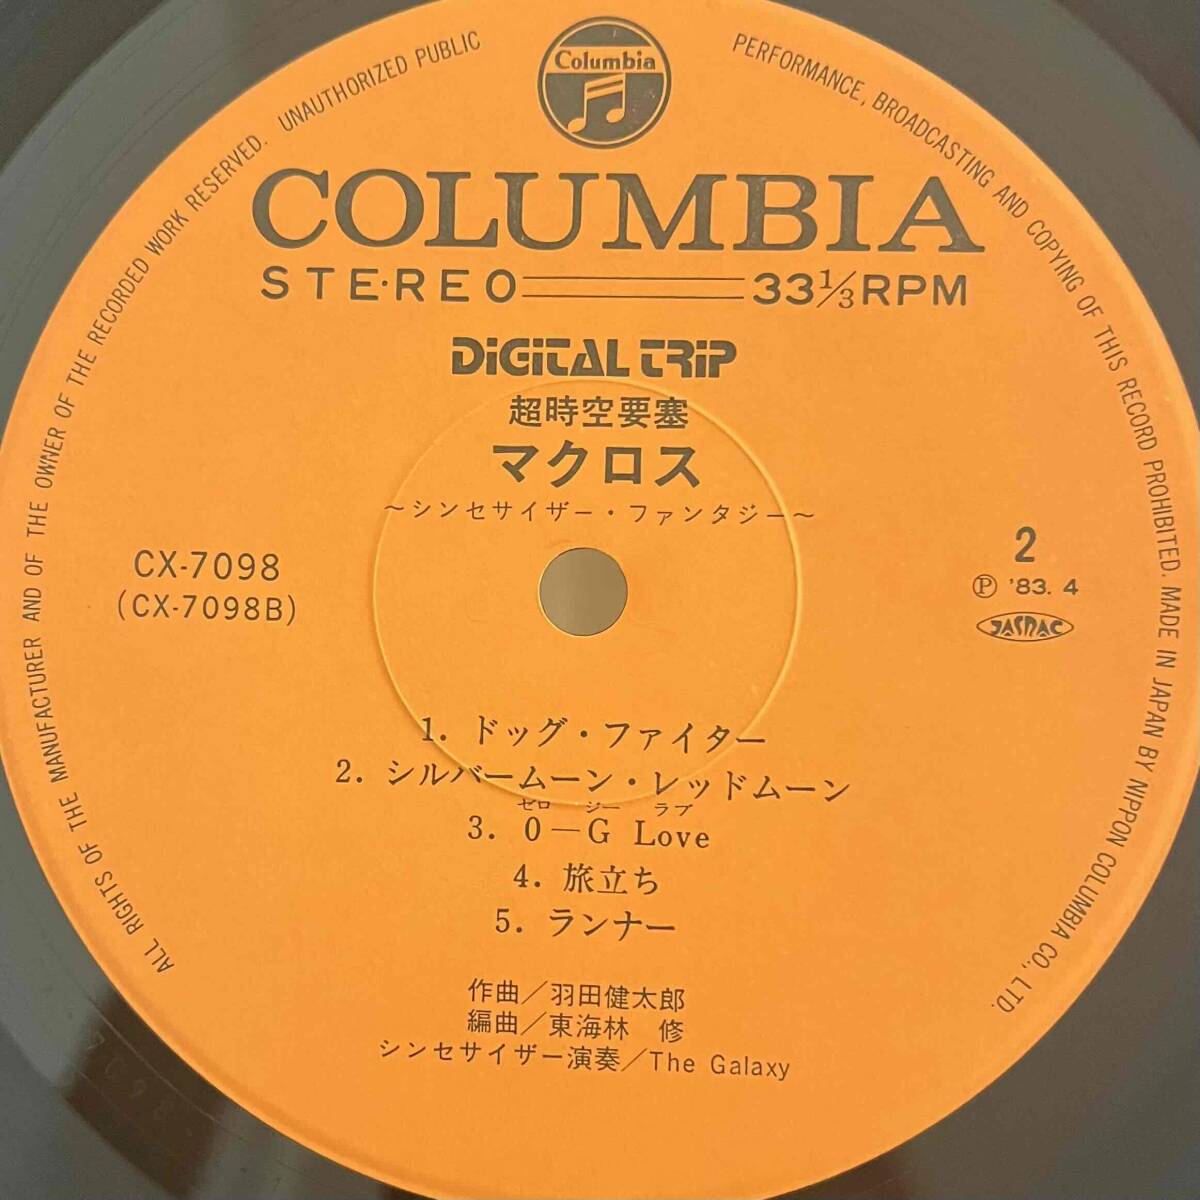 Columbia
COLUMBIA
STEREO 33 1/3 RPM
DIGITAL TRIP
超時空要塞
マクロス
～シンセサイザー・ファンタジー～
CX-7098
(CX-7098B)
2
Ⓟ '83. 4
JASRAC
1. ドッグ・ファイター
2. シルバームーン・レッドムーン
ゼロ ジー ラブ
3. 0－G Love
4. 旅立ち
5. ランナー
作曲／羽田健太郎
編曲／東海林 修
シンセサイザー演奏／The Galaxy
ALL RIGHTS OF THE MANUFACTURER AND OF THE OWNER OF THE RECORDED WORK RESERVED. UNAUTHORIZED PUBLIC PERFORMANCE, BROADCASTING AND COPYING OF THIS RECORD PROHIBITED. MADE IN JAPAN BY NIPPON COLUMBIA CO., LTD.